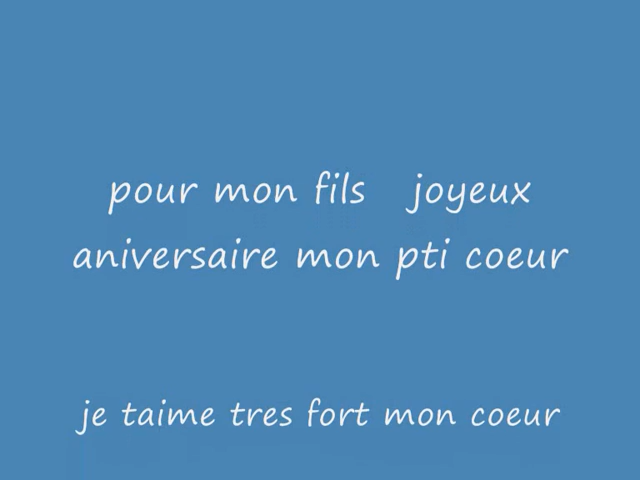 pour mon fils joyeux
aniversaire mon pti coeur
je taime tres fort mon coeur